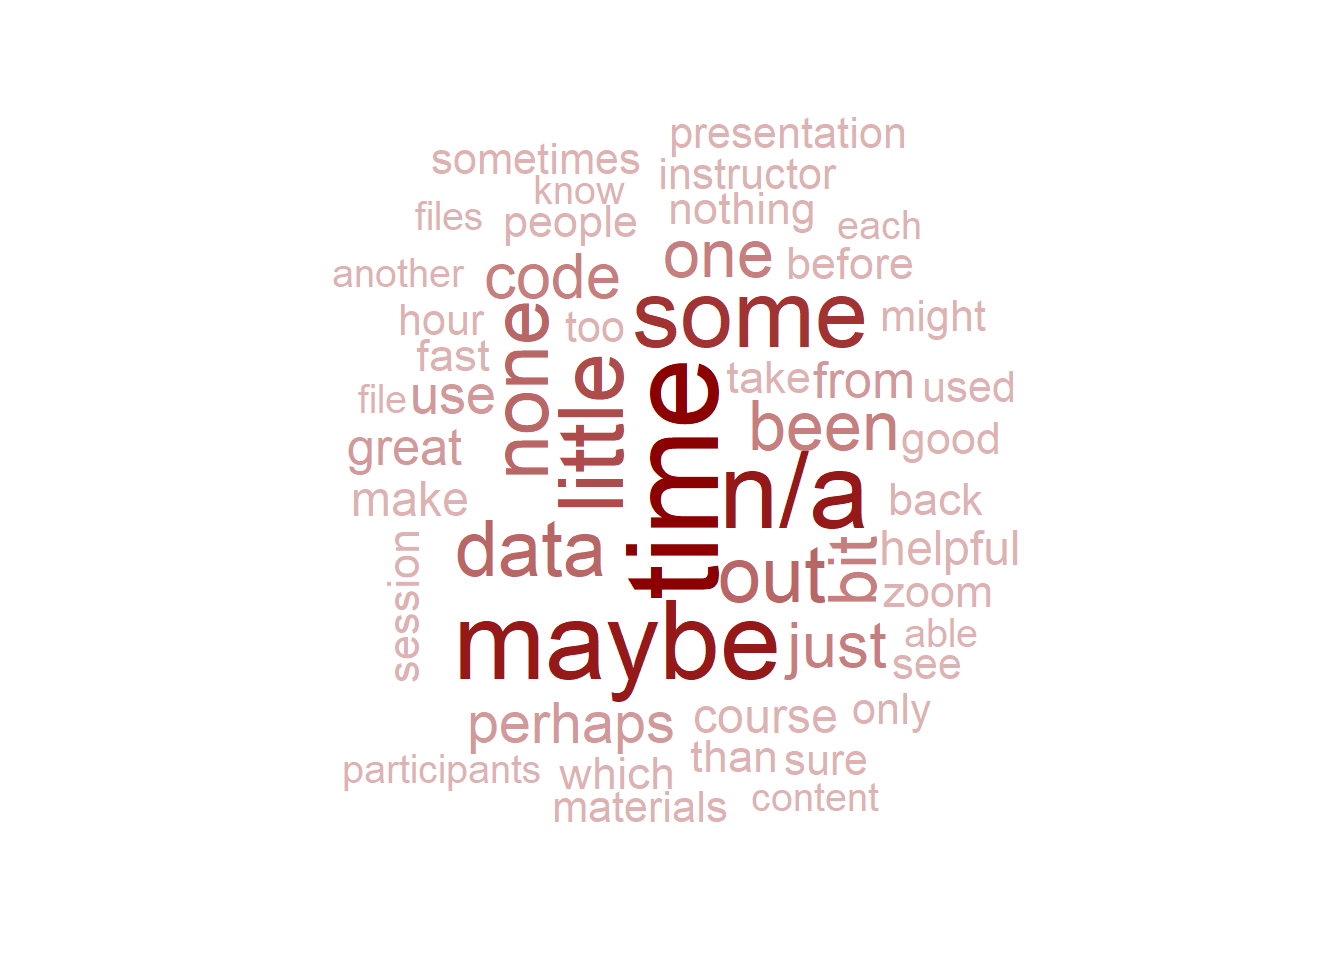 presentation
sometimes
instructor
know
nothing
files
people
each
one
before
another
code
some
hour
too
might
none
fast
little
time
take
from
used
file
use
been
good
great
n/a
make
back
data
out
bit
helpful
session
zoom
maybe
just
able
see
perhaps
course
only
participants
which
than
sure
materials
content